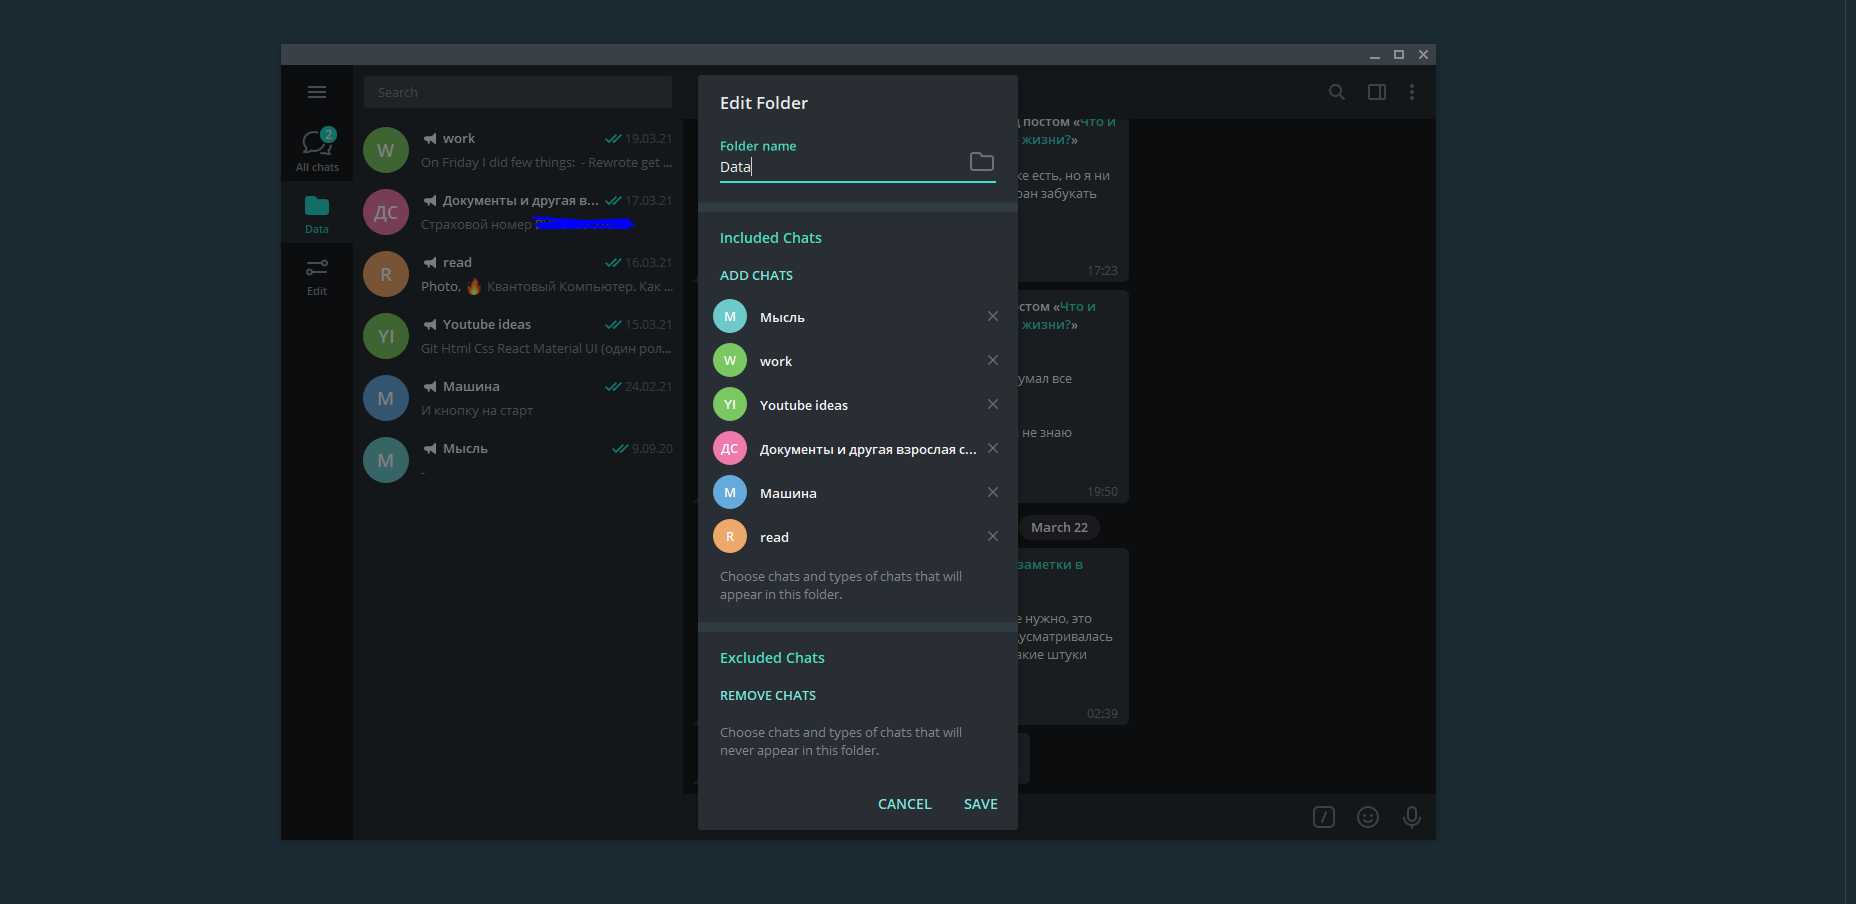 Search
2
All chats
Data
Edit
W
work
19.03.21
On Friday I did few things: - Rewrote get ...
ДС
Документы и другая в...
17.03.21
Страховой номер
R
read
16.03.21
Photo, 🔥 Квантовый Компьютер. Как ...
YI
Youtube ideas
15.03.21
Git Html Css React Material UI (один рол...
М
Машина
24.02.21
И кнопку на старт
М
Мысль
9.09.20
-
Edit Folder
Folder name
Data
Included Chats
ADD CHATS
М
Мысль
W
work
YI
Youtube ideas
ДС
Документы и другая взрослая с...
М
Машина
R
read
Choose chats and types of chats that will
appear in this folder.
Excluded Chats
REMOVE CHATS
Choose chats and types of chats that will
never appear in this folder.
CANCEL
SAVE
постом «Что и
жизни?»
есть, но я ни
забукать
17:23
«Что и
жизни?»
все
19:50
не знаю
March 22
заметки в
нужно, это
штуки
02:39